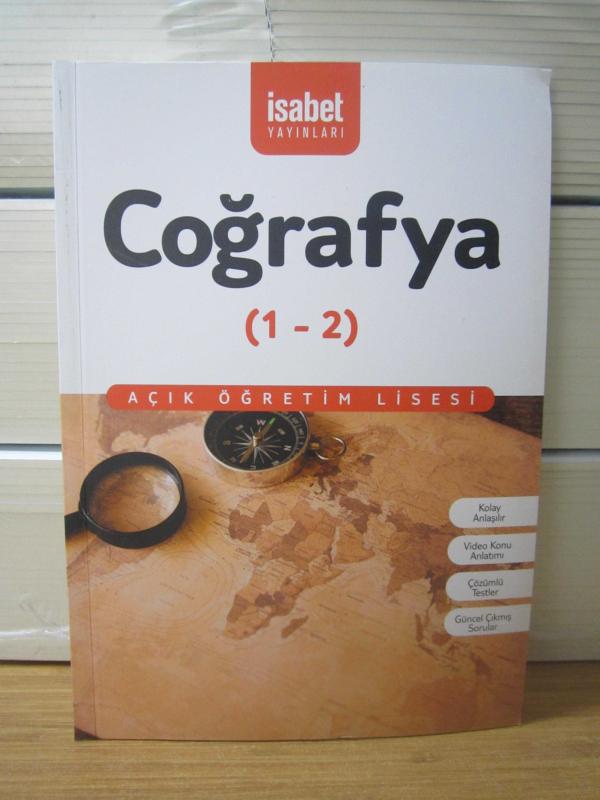 isabet
YAYINLARI
Coğrafya
(1 - 2)
AÇIK ÖĞRETİM LİSESİ
W
Kolay
Anlaşılır
Video Konu
Anlatımı
Çözümlü
Testler
Güncel Çıkmış
Sorular